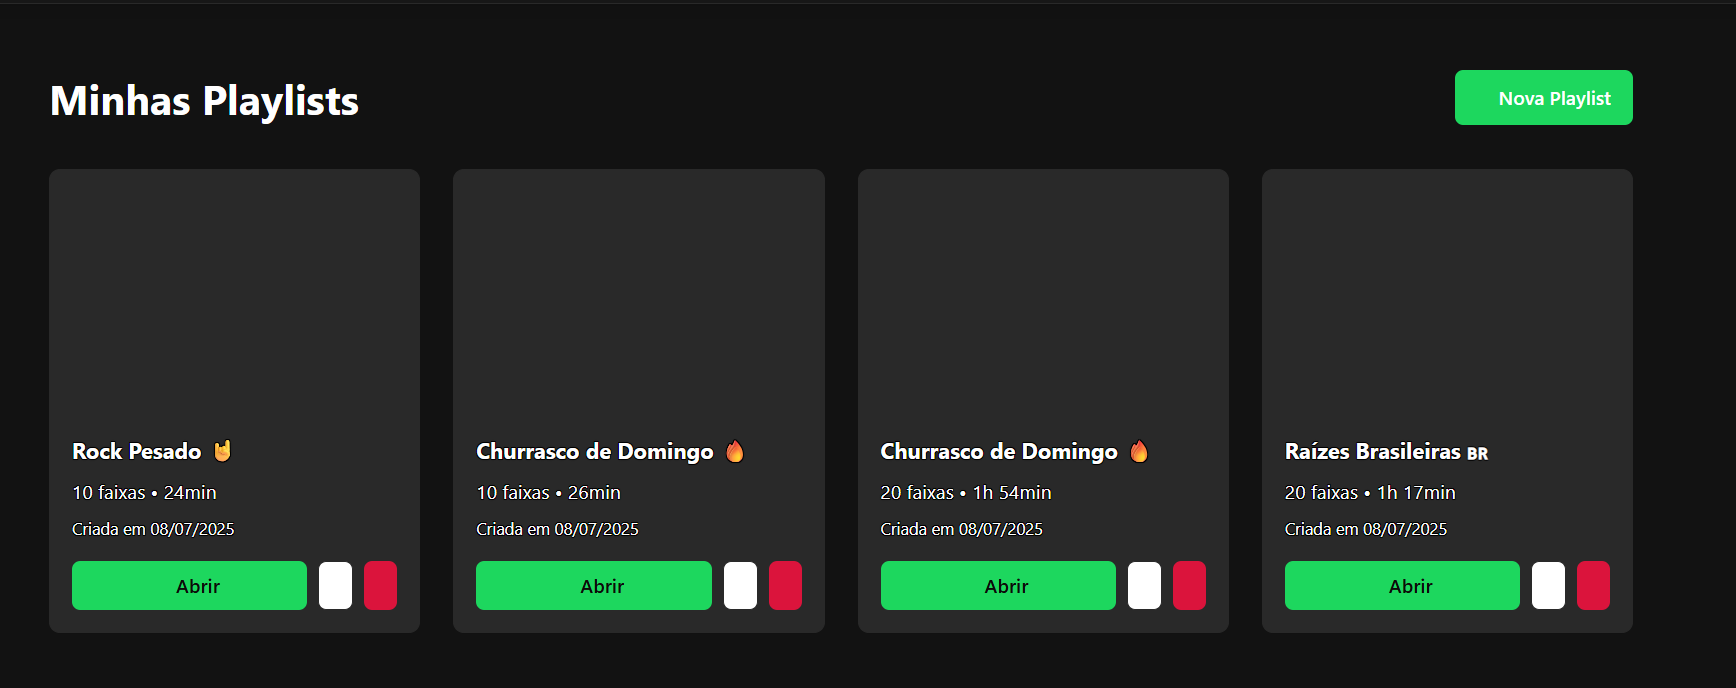 Minhas Playlists
Nova Playlist
Rock Pesado 🤘
10 faixas • 24min
Criada em 08/07/2025
Abrir
Churrasco de Domingo 🔥
10 faixas • 26min
Criada em 08/07/2025
Abrir
Churrasco de Domingo 🔥
20 faixas • 1h 54min
Criada em 08/07/2025
Abrir
Raízes Brasileiras BR
20 faixas • 1h 17min
Criada em 08/07/2025
Abrir